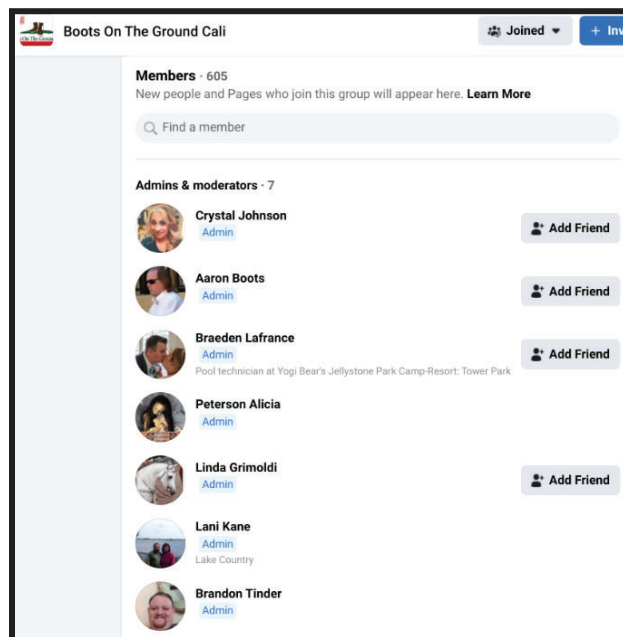 Boots On The Ground Cali
Joined
+ Inv
Members · 605
New people and Pages who join this group will appear here. Learn More
Find a member
Admins & moderators · 7
Crystal Johnson
Admin
Add Friend
Aaron Boots
Admin
Add Friend
Braeden Lafrance
Admin
Pool technician at Yogi Bear's Jellystone Park Camp-Resort: Tower Park
Add Friend
Peterson Alicia
Admin
Linda Grimoldi
Admin
Add Friend
Lani Kane
Admin
Lake Country
Brandon Tinder
Admin